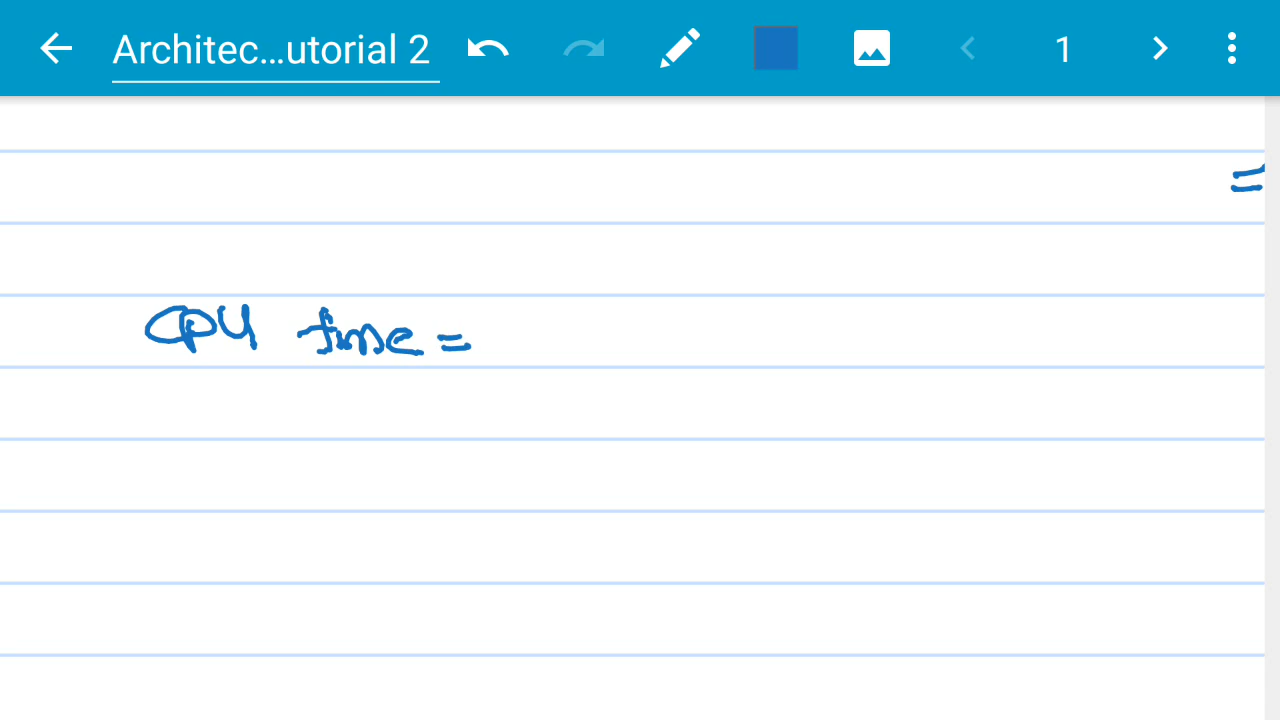 Architec...utorial 2 1
=
CPU time =